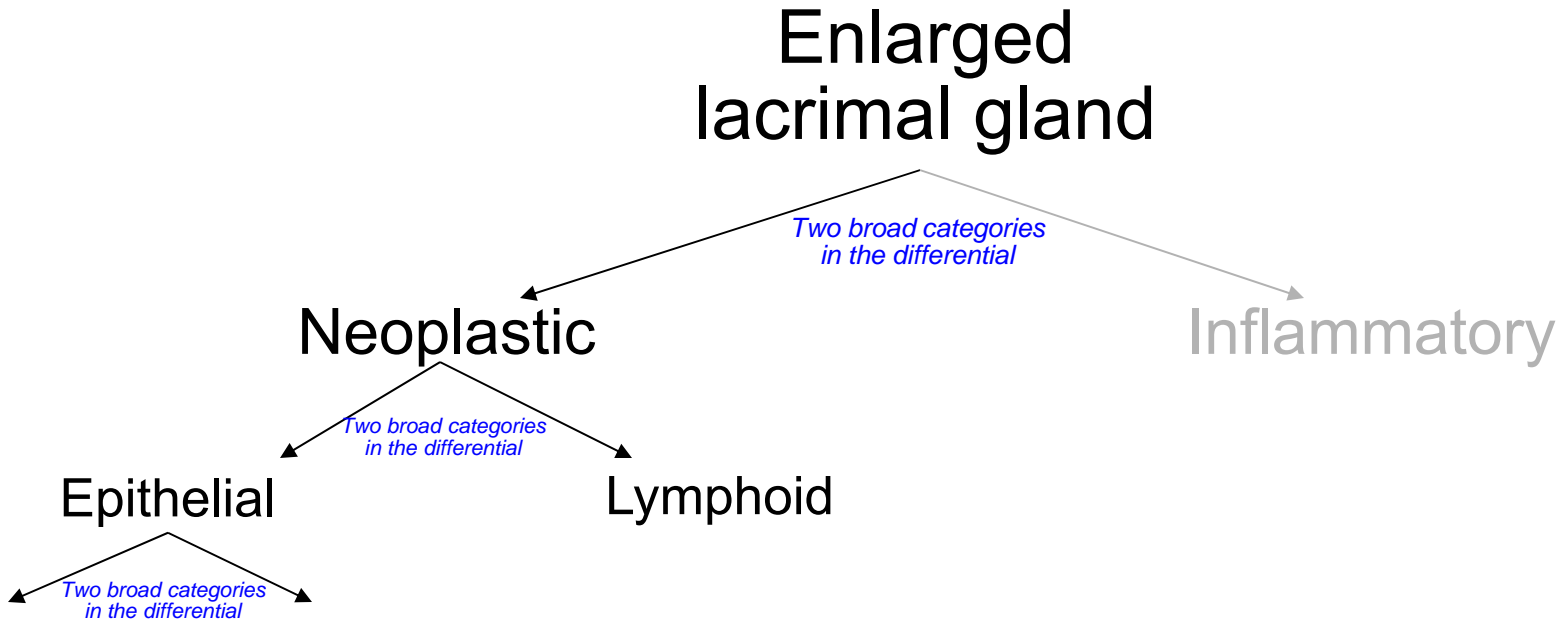 Enlarged
lacrimal gland
Two broad categories
in the differential
Neoplastic
Inflammatory
Two broad categories
in the differential
Epithelial
Lymphoid
Two broad categories
in the differential